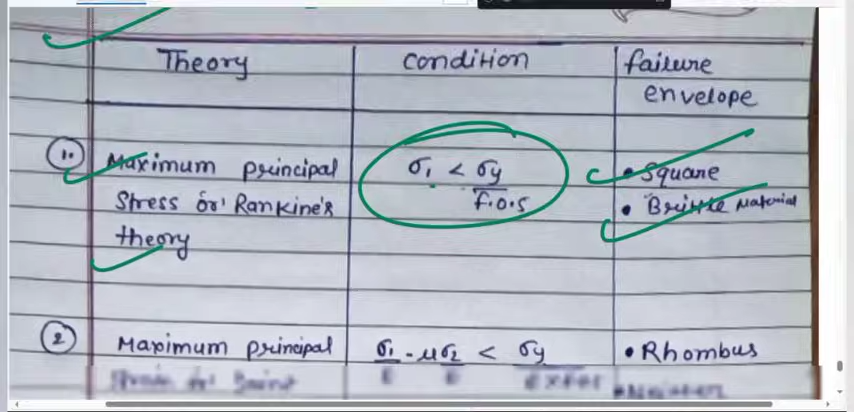 Theory condition failure
envelope
1. Maximum principal σ1 < σy • Square
Stress or' Rankine's F.O.S • Brittle Material
theory
2 Maximum principal σ1 - μσ2 < σy • Rhombus
E E